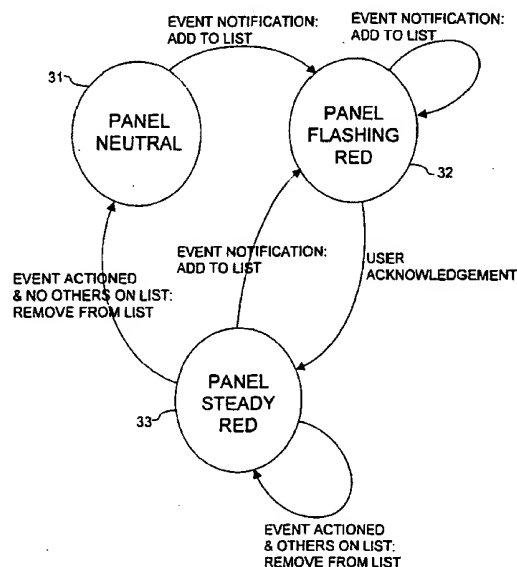 EVENT NOTIFICATION:
ADD TO LIST
EVENT NOTIFICATION:
ADD TO LIST
31
PANEL
NEUTRAL
PANEL
FLASHING
RED
32
EVENT NOTIFICATION:
ADD TO LIST
USER
ACKNOWLEDGEMENT
EVENT ACTIONED
& NO OTHERS ON LIST:
REMOVE FROM LIST
PANEL
STEADY
RED
33
EVENT ACTIONED
& OTHERS ON LIST:
REMOVE FROM LIST